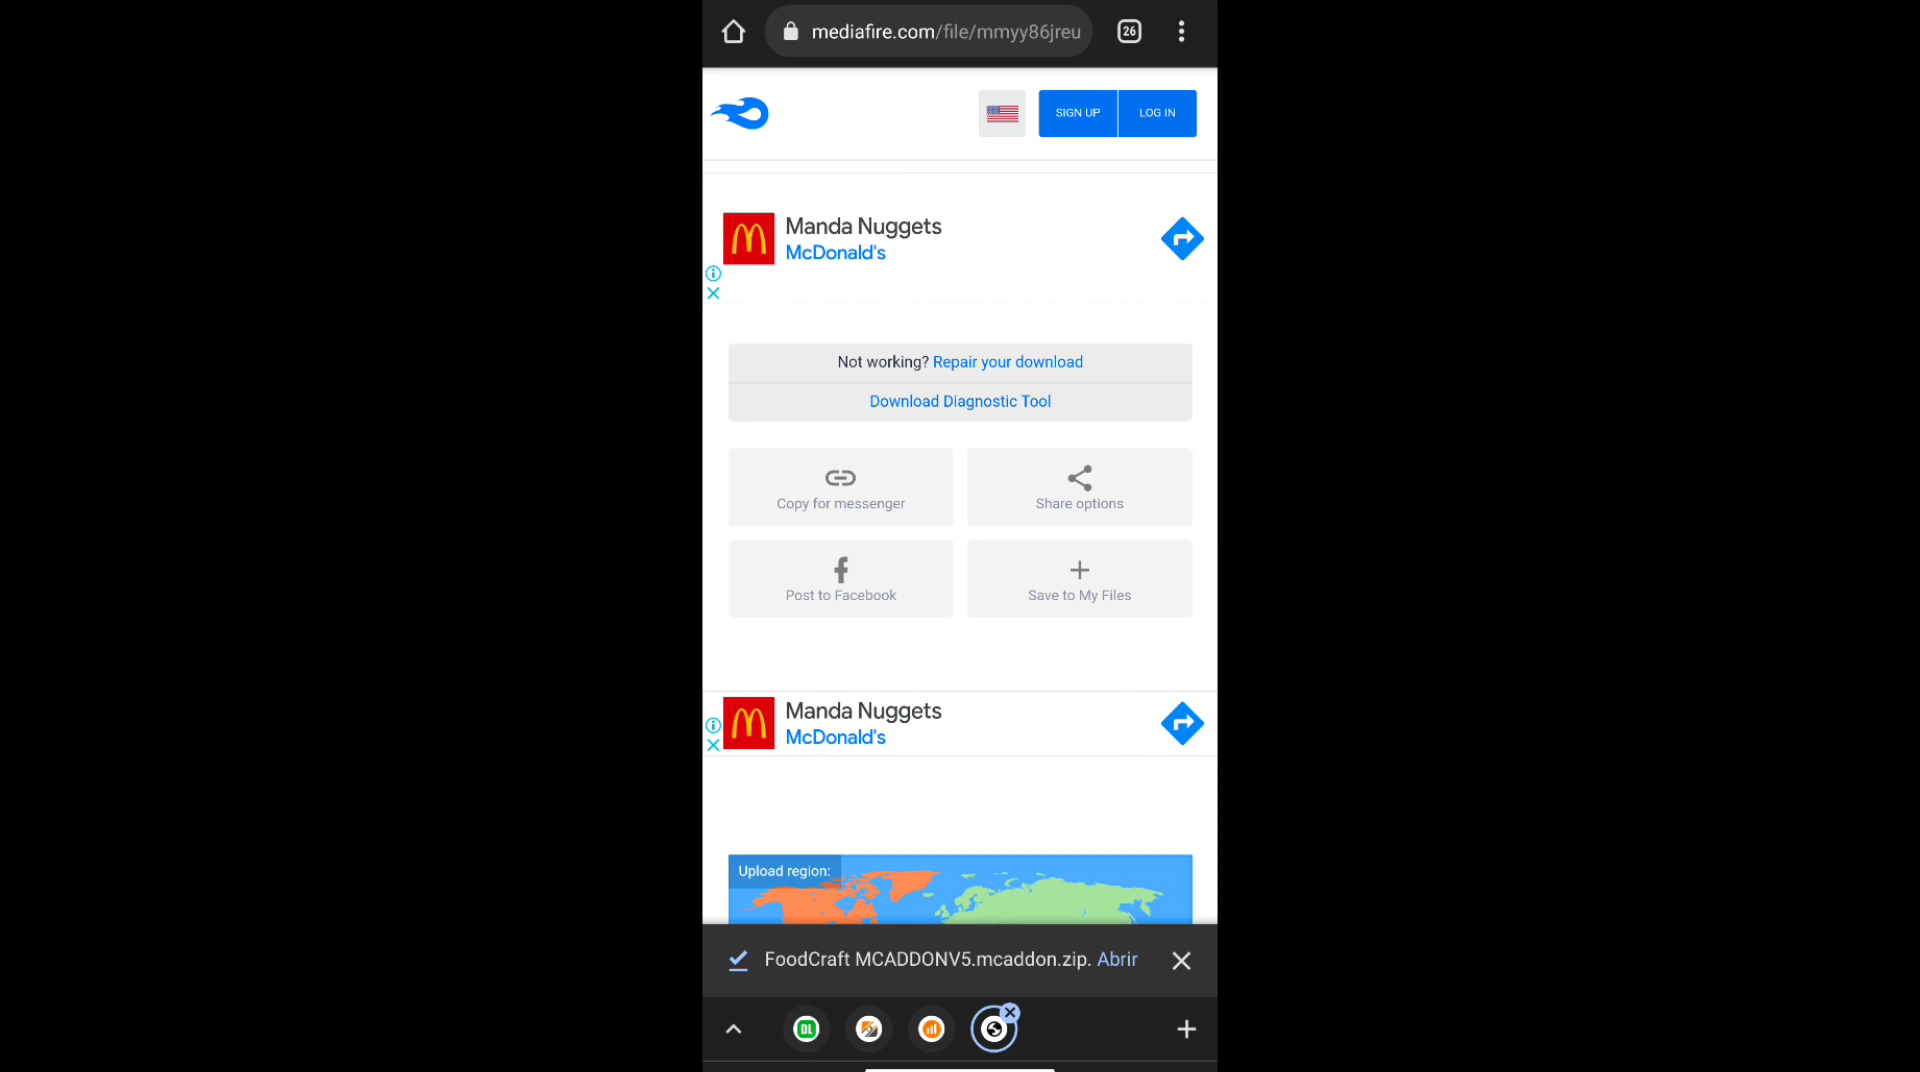 mediafire.com/file/mmyy86jreu
26
SIGN UP
LOG IN
Manda Nuggets
McDonald's
Not working? Repair your download
Download Diagnostic Tool
Copy for messenger
Share options
Post to Facebook
Save to My Files
Manda Nuggets
McDonald's
Upload region:
FoodCraft MCADDONV5.mcaddon.zip. Abrir
DL